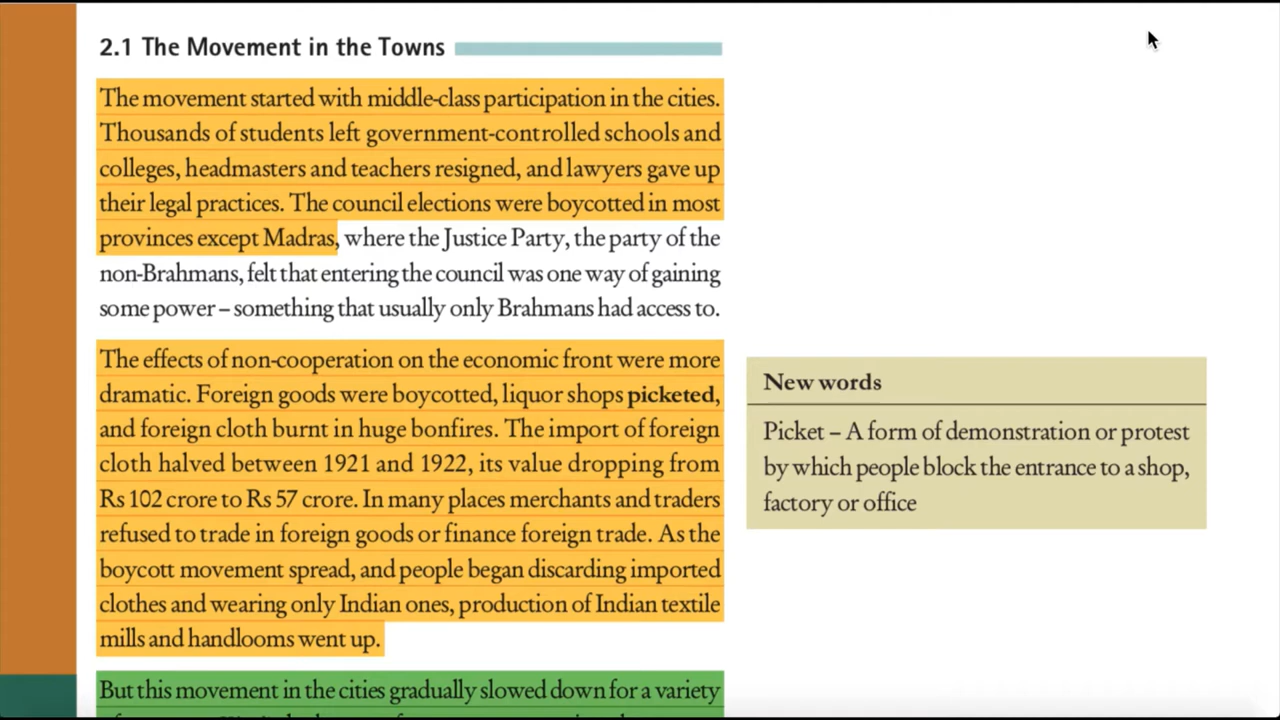 2.1 The Movement in the Towns
The movement started with middle-class participation in the cities.
Thousands of students left government-controlled schools and
colleges, headmasters and teachers resigned, and lawyers gave up
their legal practices. The council elections were boycotted in most
provinces except Madras, where the Justice Party, the party of the
non-Brahmans, felt that entering the council was one way of gaining
some power – something that usually only Brahmans had access to.
The effects of non-cooperation on the economic front were more
dramatic. Foreign goods were boycotted, liquor shops picketed,
and foreign cloth burnt in huge bonfires. The import of foreign
cloth halved between 1921 and 1922, its value dropping from
Rs 102 crore to Rs 57 crore. In many places merchants and traders
refused to trade in foreign goods or finance foreign trade. As the
boycott movement spread, and people began discarding imported
clothes and wearing only Indian ones, production of Indian textile
mills and handlooms went up.
But this movement in the cities gradually slowed down for a variety
New words
Picket – A form of demonstration or protest
by which people block the entrance to a shop,
factory or office